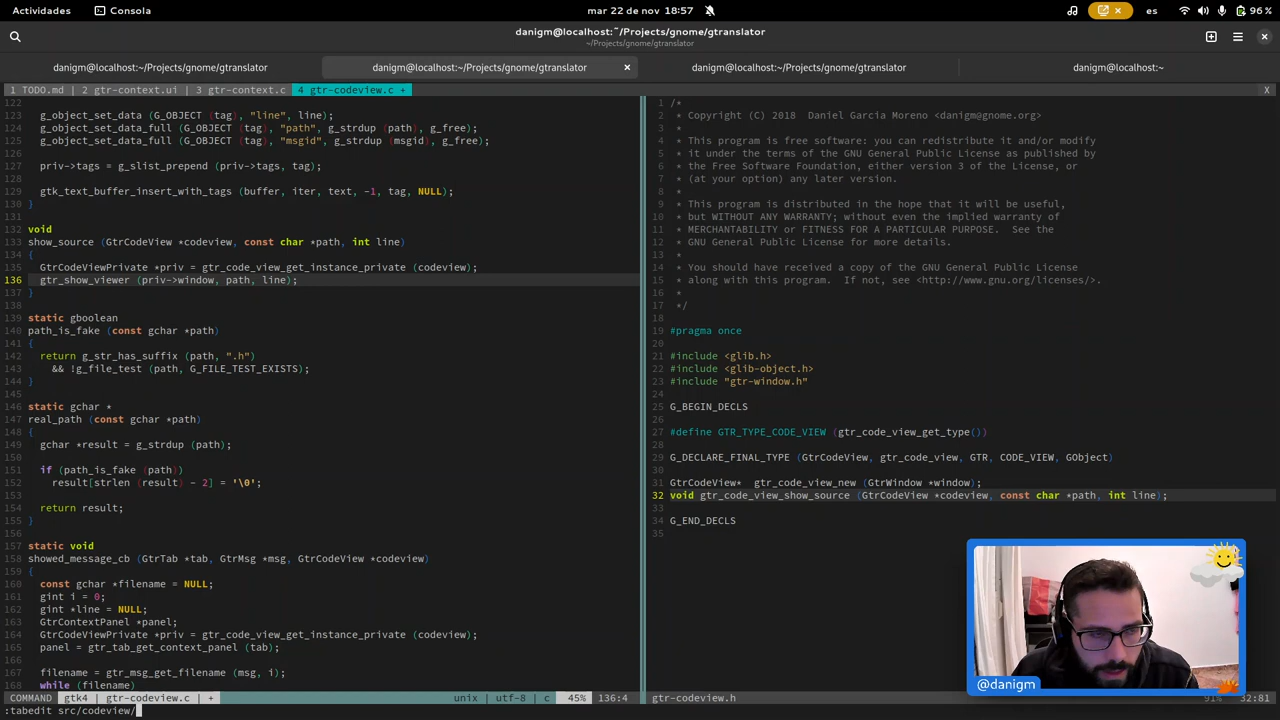 Actividades Consola mar 22 de nov 18:57 es 96 %
danigm@localhost:~/Projects/gnome/gtranslator
~/Projects/gnome/gtranslator
danigm@localhost:~/Projects/gnome/gtranslator danigm@localhost:~/Projects/gnome/gtranslator danigm@localhost:~/Projects/gnome/gtranslator danigm@localhost:~
1 TODO.md | 2 gtr-context.ui | 3 gtr-context.c 4 gtr-codeview.c + X
122
123 g_object_set_data (G_OBJECT (tag), "line", line);
124 g_object_set_data_full (G_OBJECT (tag), "path", g_strdup (path), g_free);
125 g_object_set_data_full (G_OBJECT (tag), "msgid", g_strdup (msgid), g_free);
126
127 priv->tags = g_slist_prepend (priv->tags, tag);
128
129 gtk_text_buffer_insert_with_tags (buffer, iter, text, -1, tag, NULL);
130 }
131
132 void
133 show_source (GtrCodeView *codeview, const char *path, int line)
134 {
135 GtrCodeViewPrivate *priv = gtr_code_view_get_instance_private (codeview);
136 gtr_show_viewer (priv->window, path, line);
137 }
138
139 static gboolean
140 path_is_fake (const gchar *path)
141 {
142 return g_str_has_suffix (path, ".h")
143 && !g_file_test (path, G_FILE_TEST_EXISTS);
144 }
145
146 static gchar *
147 real_path (const gchar *path)
148 {
149 gchar *result = g_strdup (path);
150
151 if (path_is_fake (path))
152 result[strlen (result) - 2] = '\0';
153
154 return result;
155 }
156
157 static void
158 showed_message_cb (GtrTab *tab, GtrMsg *msg, GtrCodeView *codeview)
159 {
160 const gchar *filename = NULL;
161 gint i = 0;
162 gint *line = NULL;
163 GtrContextPanel *panel;
164 GtrCodeViewPrivate *priv = gtr_code_view_get_instance_private (codeview);
165 panel = gtr_tab_get_context_panel (tab);
166
167 filename = gtr_msg_get_filename (msg, i);
168 while (filename)
1 /*
2 * Copyright (C) 2018 Daniel Garcia Moreno <danigm@gnome.org>
3 *
4 * This program is free software: you can redistribute it and/or modify
5 * it under the terms of the GNU General Public License as published by
6 * the Free Software Foundation, either version 3 of the License, or
7 * (at your option) any later version.
8 *
9 * This program is distributed in the hope that it will be useful,
10 * but WITHOUT ANY WARRANTY; without even the implied warranty of
11 * MERCHANTABILITY or FITNESS FOR A PARTICULAR PURPOSE. See the
12 * GNU General Public License for more details.
13 *
14 * You should have received a copy of the GNU General Public License
15 * along with this program. If not, see <http://www.gnu.org/licenses/>.
16 *
17 */
18
19 #pragma once
20
21 #include <glib.h>
22 #include <glib-object.h>
23 #include "gtr-window.h"
24
25 G_BEGIN_DECLS
26
27 #define GTR_TYPE_CODE_VIEW (gtr_code_view_get_type())
28
29 G_DECLARE_FINAL_TYPE (GtrCodeView, gtr_code_view, GTR, CODE_VIEW, GObject)
30
31 GtrCodeView* gtr_code_view_new (GtrWindow *window);
32 void gtr_code_view_show_source (GtrCodeView *codeview, const char *path, int line);
33
34 G_END_DECLS
35
@danigm
COMMAND gtk4 | gtr-codeview.c | + unix | utf-8 | c 45% 136:4 gtr-codeview.h 91% 32:81
:tabedit src/codeview/